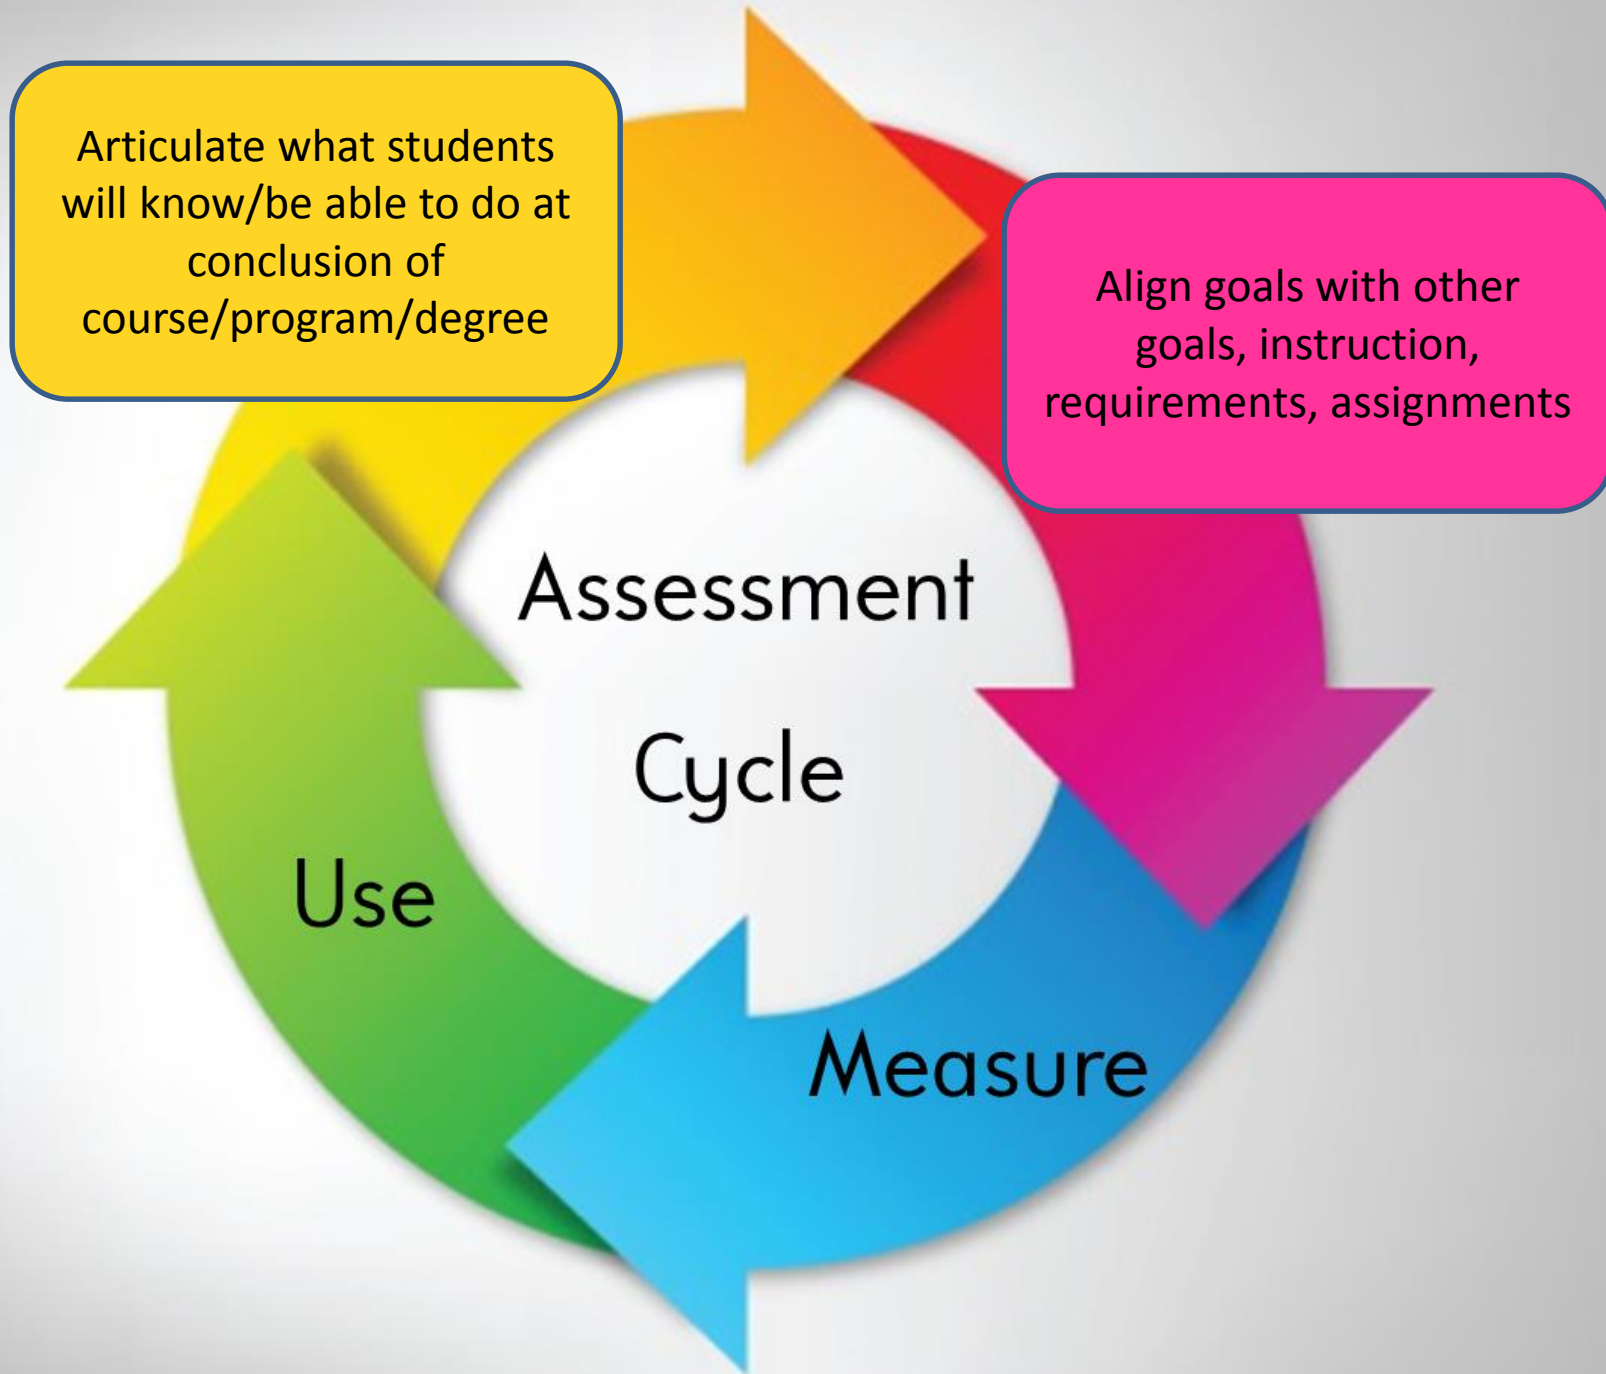 Articulate what students
will know/be able to do at
conclusion of
course/program/degree
Align goals with other
goals, instruction,
requirements, assignments
Assessment
Cycle
Use
Measure